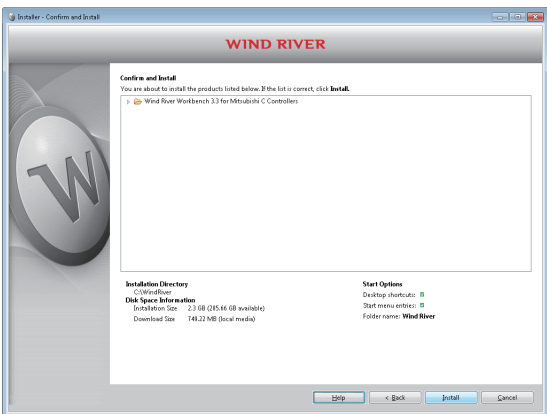 Installer - Confirm and Install
WIND RIVER
Confirm and Install
You are about to install the products listed below. If the list is correct, click Install.
Wind River Workbench 3.3 for Mitsubishi C Controllers
W
Installation Directory
C:\WindRiver
Disk Space Information
Installation Size 2.3 GB (285.66 GB available)
Download Size 748.22 MB (local media)
Start Options
Desktop shortcuts:
Start menu entries:
Folder name: Wind River
Help
< Back
Install
Cancel